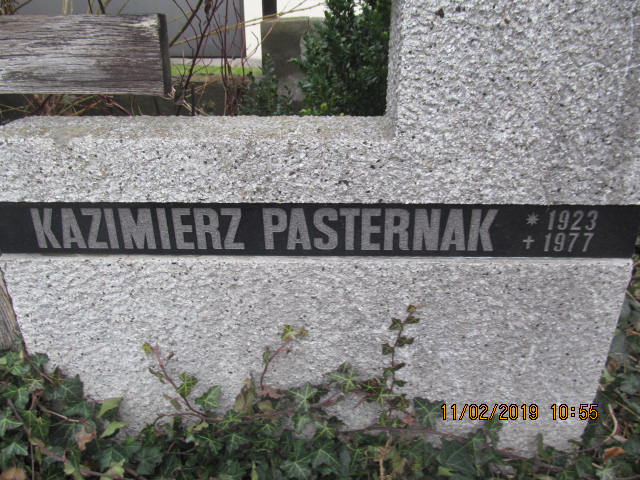 KAZIMIERZ PASTERNAK * 1923
+ 1977
11/02/2019 10:55